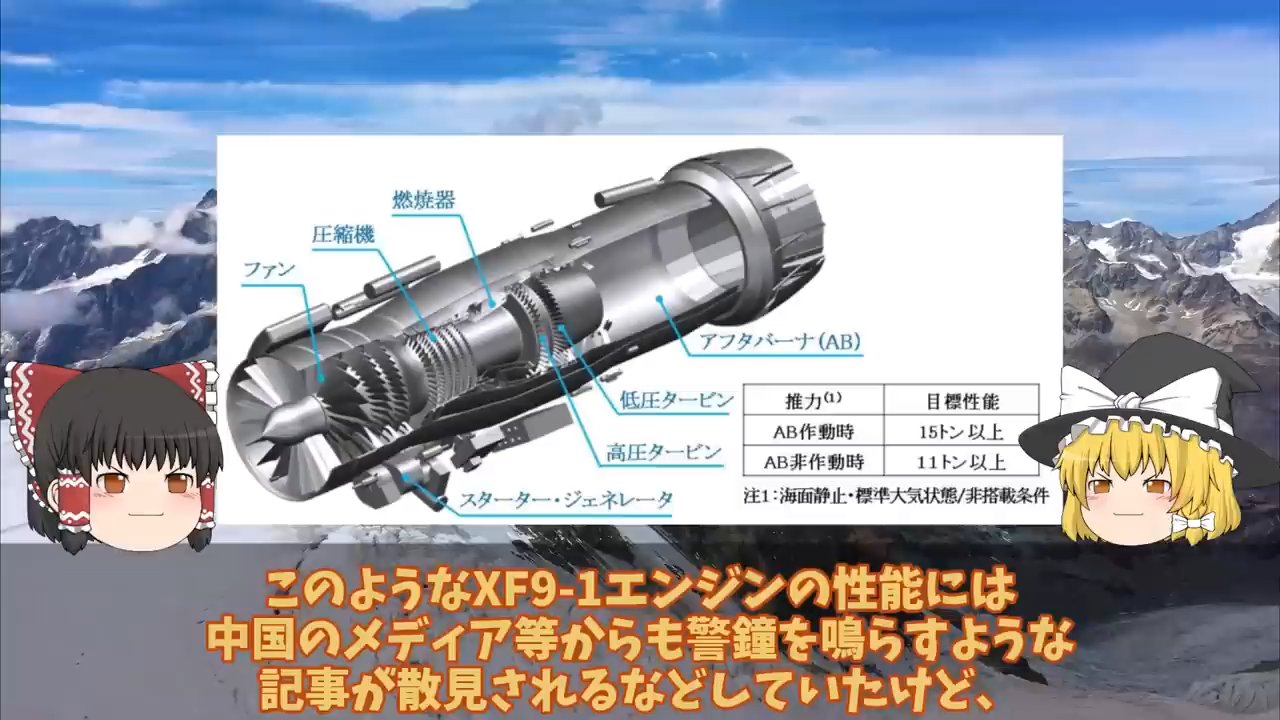 燃焼器
圧縮機
ファン
アフタバーナ(AB)
低圧タービン
高圧タービン
スターター・ジェネレータ
推力(1) 目標性能
AB作動時 15トン以上
AB非作動時 11トン以上
注1:海面静止・標準大気状態/非搭載条件
このようなXF9-1エンジンの性能には
中国のメディア等からも警鐘を鳴らすような
記事が散見されるなどしていたけど、